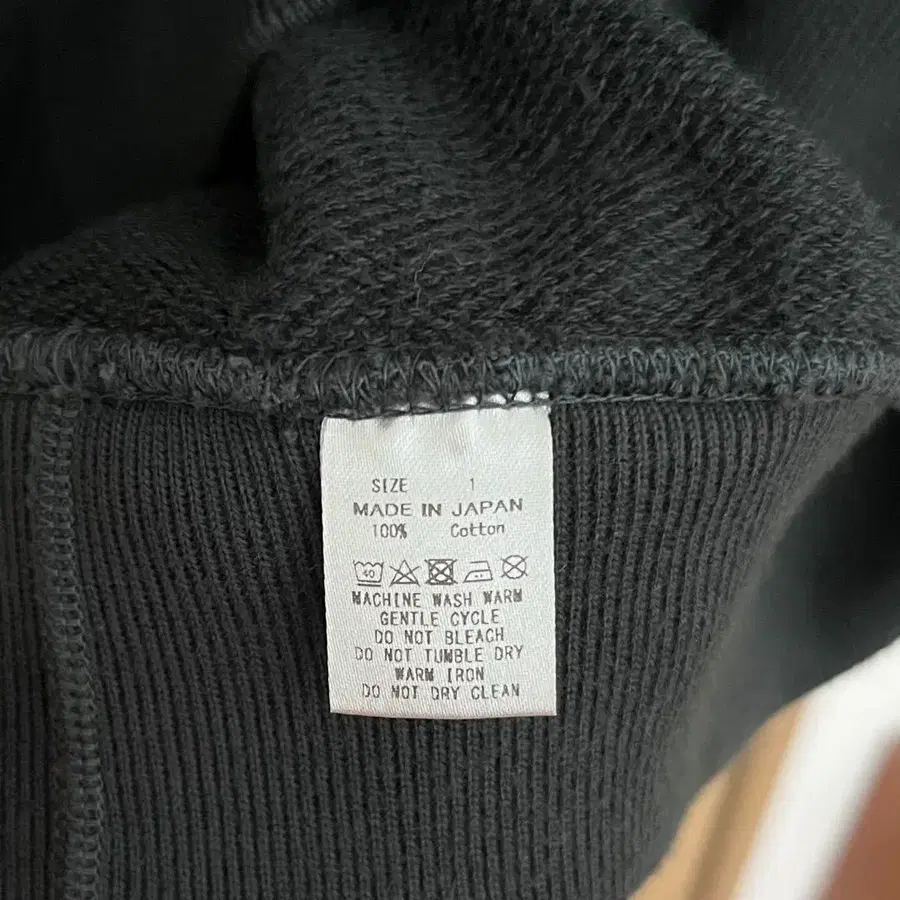 SIZE 1
MADE IN JAPAN
100% Cotton
40
MACHINE WASH WARM
GENTLE CYCLE
DO NOT BLEACH
DO NOT TUMBLE DRY
WARM IRON
DO NOT DRY CLEAN